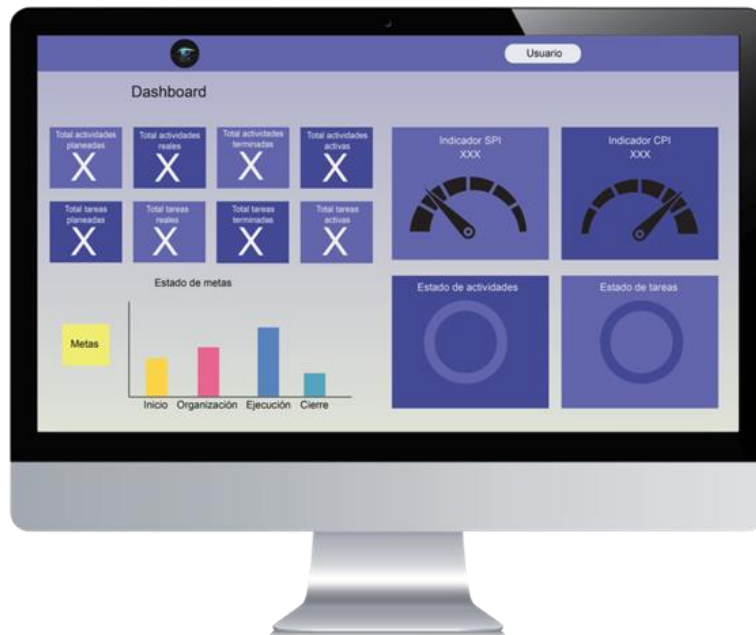 Usuario
Dashboard
Total actividades
planeadas
X
Total actividades
reales
X
Total actividades
terminadas
X
Total actividades
activas
X
Total tareas
planeadas
X
Total tareas
reales
X
Total tareas
terminadas
X
Total tareas
activas
X
Indicador SPI
XXX
Indicador CPI
XXX
Estado de metas
Metas
Inicio Organización Ejecución Cierre
Estado de actividades
Estado de tareas